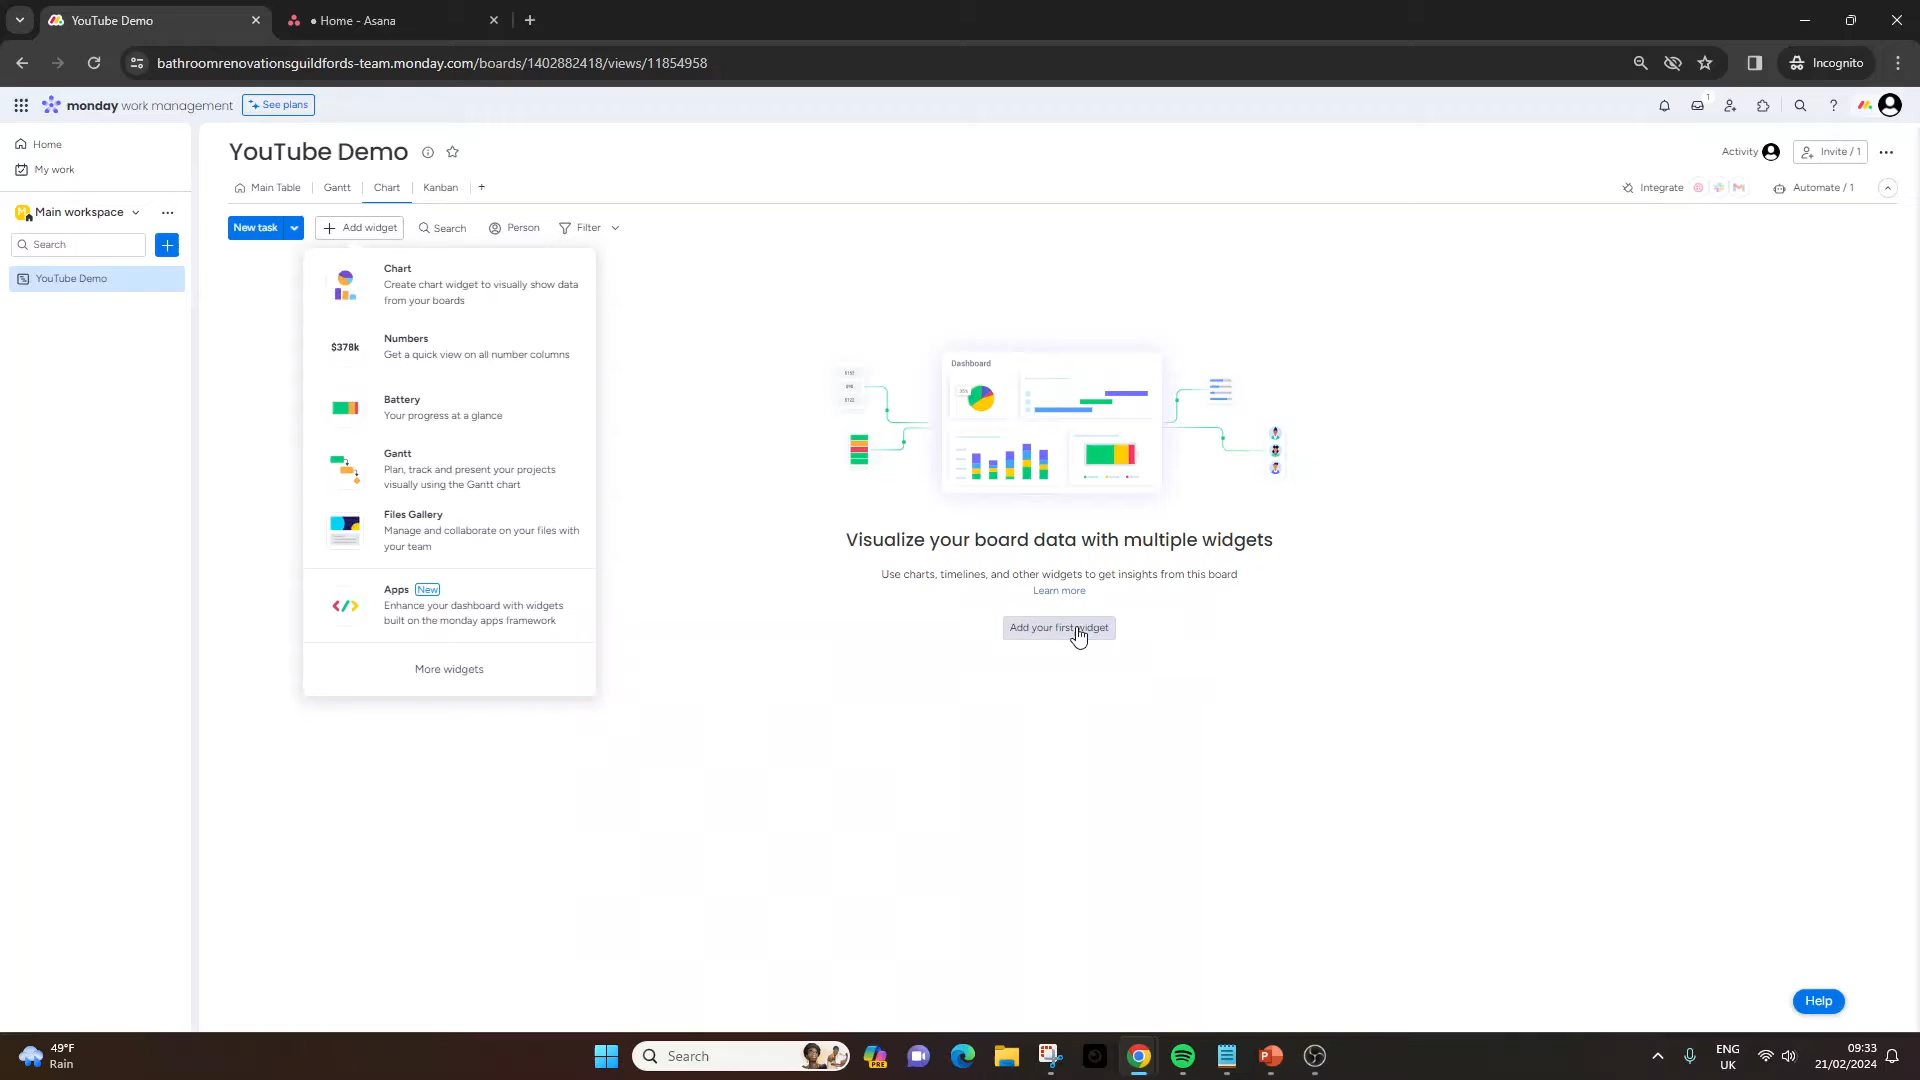 YouTube Demo
Home - Asana
bathroomrenovationsguildfords-team.monday.com/boards/1402882418/views/11854958
Incognito
monday work management
See plans
1
Home
My work
M
Main workspace
Search
YouTube Demo
YouTube Demo
Activity
Invite / 1
Main Table
Gantt
Chart
Kanban
Integrate
Automate / 1
New task
Add widget
Search
Person
Filter
Chart
Create chart widget to visually show data
from your boards
$378k
Numbers
Get a quick view on all number columns
Battery
Your progress at a glance
Gantt
Plan, track and present your projects
visually using the Gantt chart
Files Gallery
Manage and collaborate on your files with
your team
Apps New
Enhance your dashboard with widgets
built on the monday apps framework
More widgets
Dashboard
Visualize your board data with multiple widgets
Use charts, timelines, and other widgets to get insights from this board
Learn more
Add your first widget
Help
49°F
Rain
Search
PRE
ENG
UK
09:33
21/02/2024